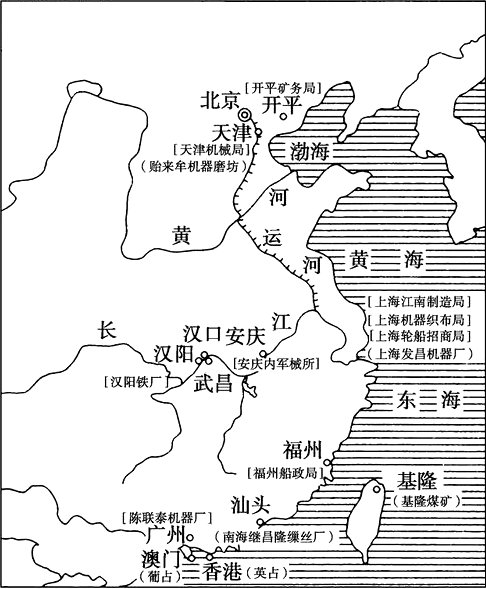 [开平矿务局]
北京 开平
天津
[天津机械局]
(贻来牟机器磨坊)
渤海
黄 河
运 河
黄 海
[上海江南制造局]
[上海机器织布局]
[上海轮船招商局]
(上海发昌机器厂)
长 江
汉口 安庆
汉阳
[安庆内军械所]
[汉阳铁厂]
武昌
东 海
福州
[福州船政局]
基隆
(基隆煤矿)
汕头
[陈联泰机器厂]
(南海继昌隆缫丝厂)
广州
澳门
(葡占)
香港(英占)